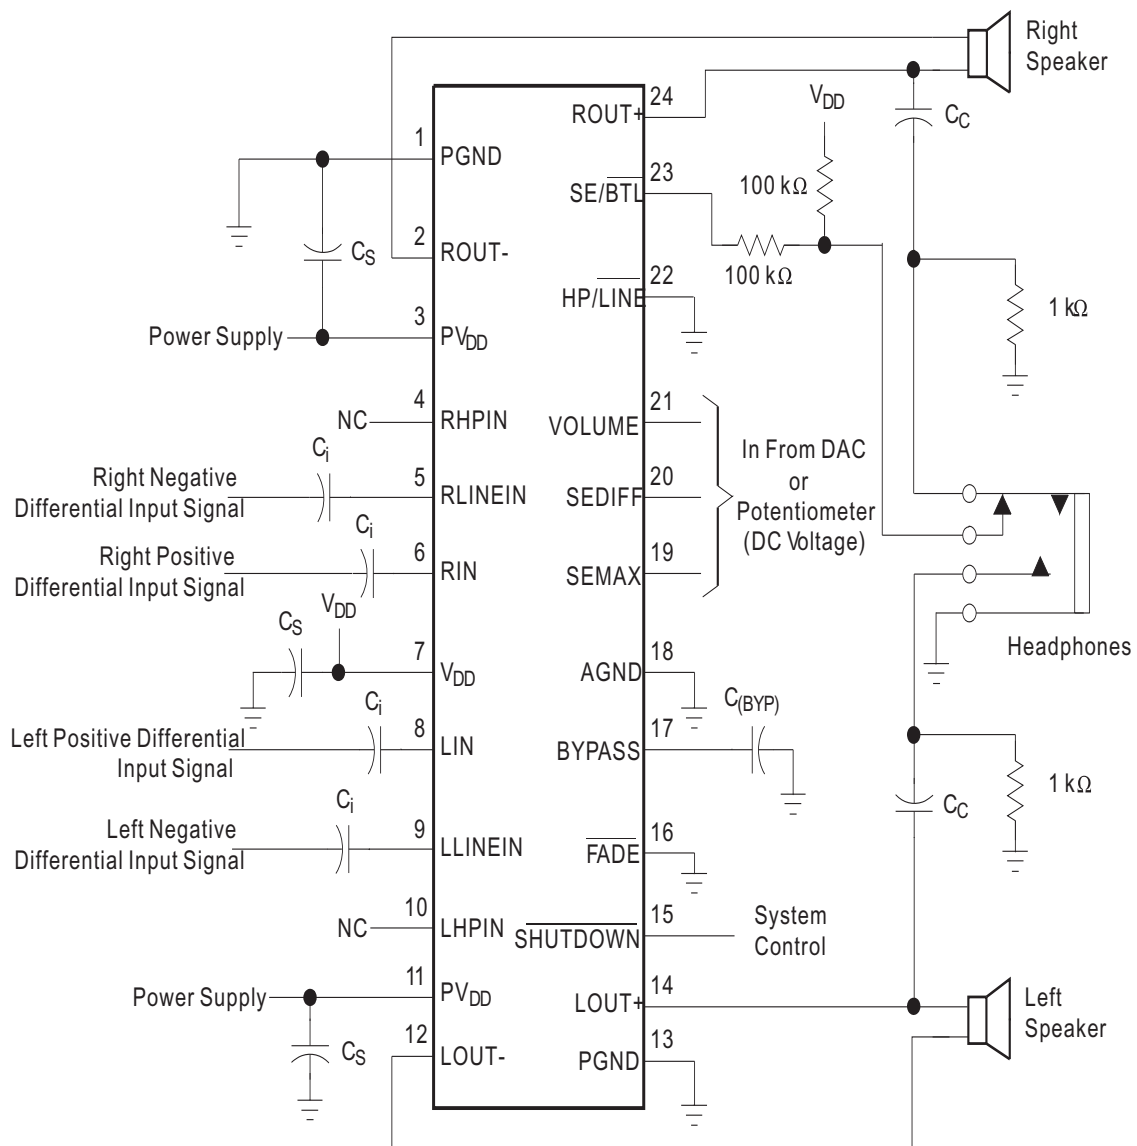 Right
Speaker
24
V_DD
C_C
ROUT+
1
PGND
23
100 kΩ
SE/BTL
C_S
2
ROUT-
100 kΩ
22
HP/LINE
1 kΩ
3
Power Supply
PV_DD
4
NC
RHPIN
21
VOLUME
C_i
In From DAC
or
Potentiometer
(DC Voltage)
Right Negative
Differential Input Signal
5
RLINEIN
20
SEDIFF
C_i
Right Positive
Differential Input Signal
6
RIN
19
SEMAX
C_S
V_DD
7
V_DD
18
AGND
Headphones
C_i
C_(BYP)
Left Positive Differential
Input Signal
8
LIN
17
BYPASS
1 kΩ
C_C
C_i
Left Negative
Differential Input Signal
9
LLINEIN
16
FADE
10
NC
LHPIN
15
SHUTDOWN
System
Control
11
Power Supply
PV_DD
14
LOUT+
Left
Speaker
C_S
12
LOUT-
13
PGND